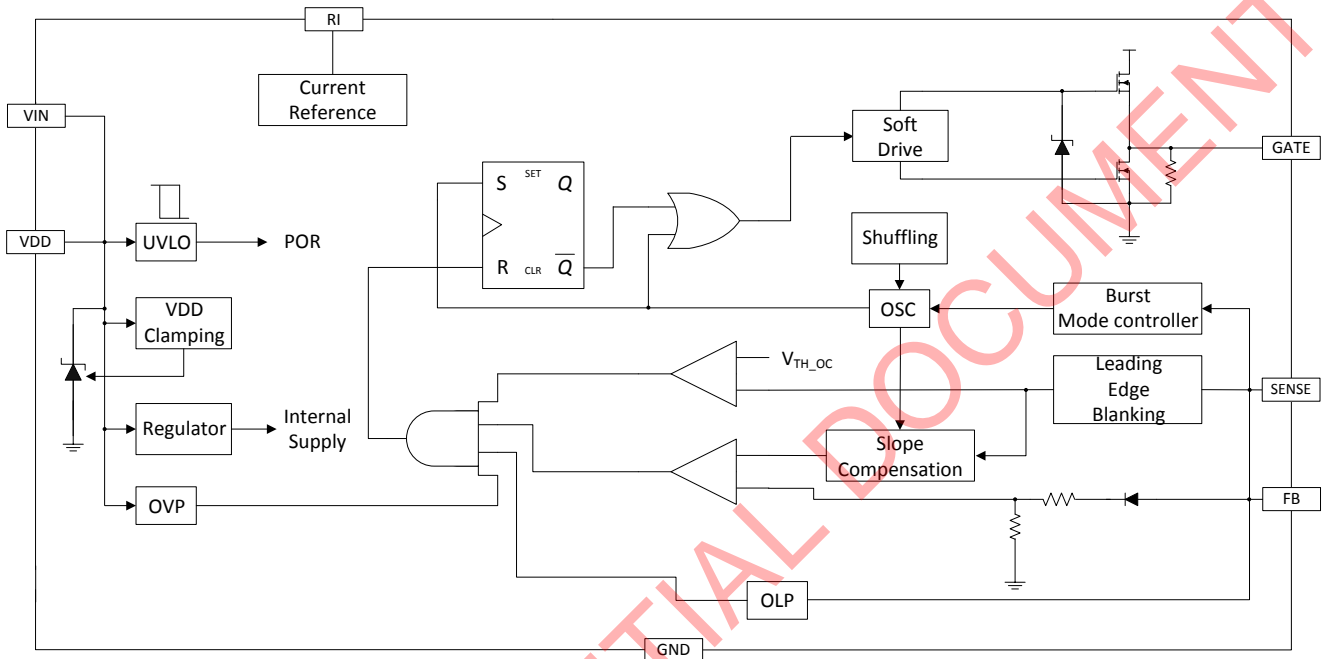 RI
Current
Reference
VIN
Soft
Drive
GATE
S SET Q
R CLR Q
VDD
UVLO
POR
Shuffling
OSC
Burst
Mode controller
VDD
Clamping
VTH_OC
Leading
Edge
Blanking
SENSE
Regulator
Internal
Supply
Slope
Compensation
OVP
FB
OLP
GND
TIAL DOCUMENT